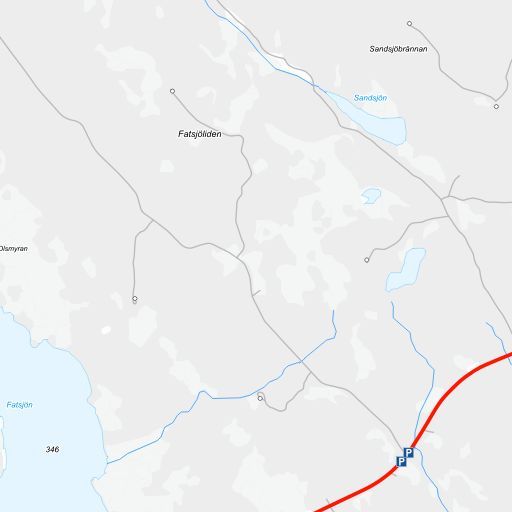 Sandsjöbrännan
Sandsjön
Fatsjöliden
Olsmyran
Fatsjön
346
P
P